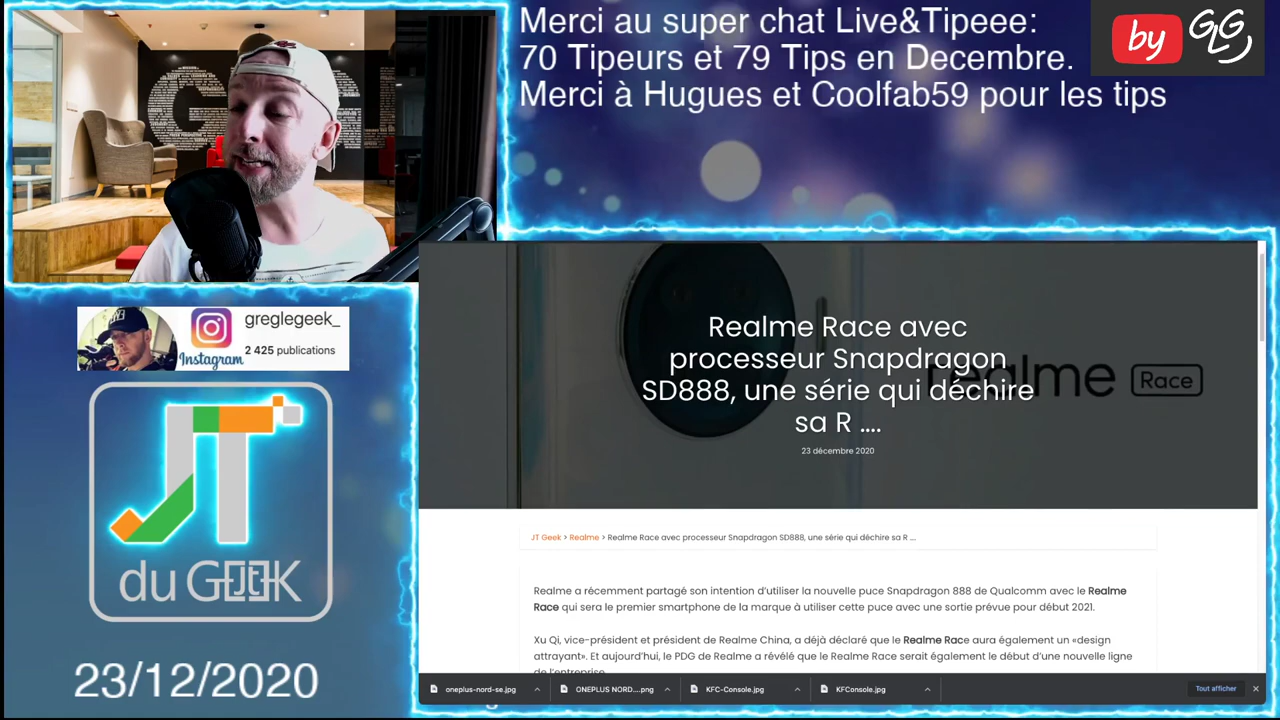 Merci au super chat Live&Tipeee:
70 Tipeurs et 79 Tips en Decembre.
Merci à Hugues et Coolfab59 pour les tips
by GLG
greglegeek_
Instagram
2 425 publications
JT
du GEEK
23/12/2020
realme Race
Realme Race avec
processeur Snapdragon
SD888, une série qui déchire
sa R ....
23 décembre 2020
JT Geek > Realme > Realme Race avec processeur Snapdragon SD888, une série qui déchire sa R ...
Realme a récemment partagé son intention d'utiliser la nouvelle puce Snapdragon 888 de Qualcomm avec le Realme
Race qui sera le premier smartphone de la marque à utiliser cette puce avec une sortie prévue pour début 2021.
Xu Qi, vice-président et président de Realme China, a déjà déclaré que le Realme Race aura également un «design
attrayant». Et aujourd'hui, le PDG de Realme a révélé que le Realme Race serait également le début d'une nouvelle ligne
de l'entreprise
oneplus-nord-se.jpg
ONEPLUS NORD....png
KFC-Console.jpg
KFConsole.jpg
Tout afficher